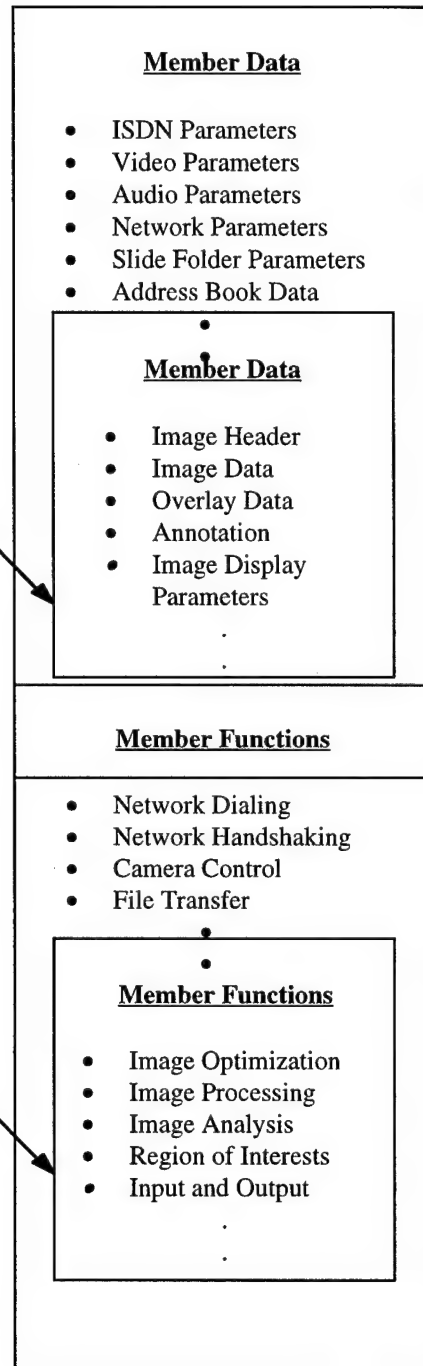 Member Data
• ISDN Parameters
• Video Parameters
• Audio Parameters
• Network Parameters
• Slide Folder Parameters
• Address Book Data
•
•
Member Data
• Image Header
• Image Data
• Overlay Data
• Annotation
• Image Display
Parameters
.
.
Member Functions
• Network Dialing
• Network Handshaking
• Camera Control
• File Transfer
•
•
Member Functions
• Image Optimization
• Image Processing
• Image Analysis
• Region of Interests
• Input and Output
.
.